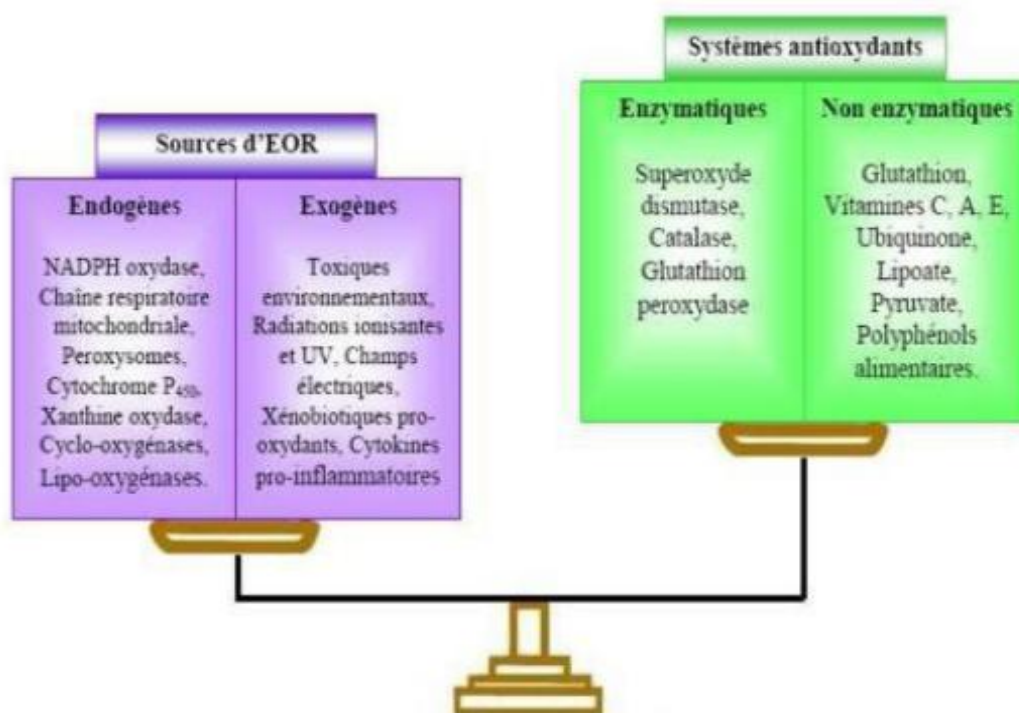 Systèmes antioxydants
Enzymatiques
Superoxyde
dismutase,
Catalase,
Glutathion
peroxydase
Non enzymatiques
Glutathion,
Vitamines C, A, E,
Ubiquinone,
Lipoate,
Pyruvate,
Polyphénols
alimentaires.
Sources d'EOR
Endogènes
NADPH oxydase,
Chaîne respiratoire
mitochondriale,
Peroxysomes,
Cytochrome P450,
Xanthine oxydase,
Cyclo-oxygénases,
Lipo-oxygénases.
Exogènes
Toxiques
environnementaux,
Radiations ionisantes
et UV, Champs
électriques,
Xénobiotiques pro-
oxydants, Cytokines
pro-inflammatoires